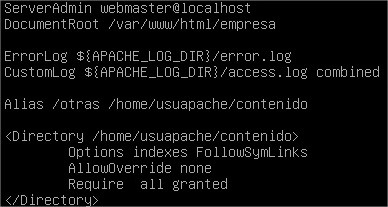 ServerAdmin webmaster@localhost
DocumentRoot /var/www/html/empresa
ErrorLog ${APACHE_LOG_DIR}/error.log
CustomLog ${APACHE_LOG_DIR}/access.log combined
Alias /otras /home/usuapache/contenido
<Directory /home/usuapache/contenido>
Options indexes FollowSymLinks
AllowOverride none
Require  all granted
</Directory>